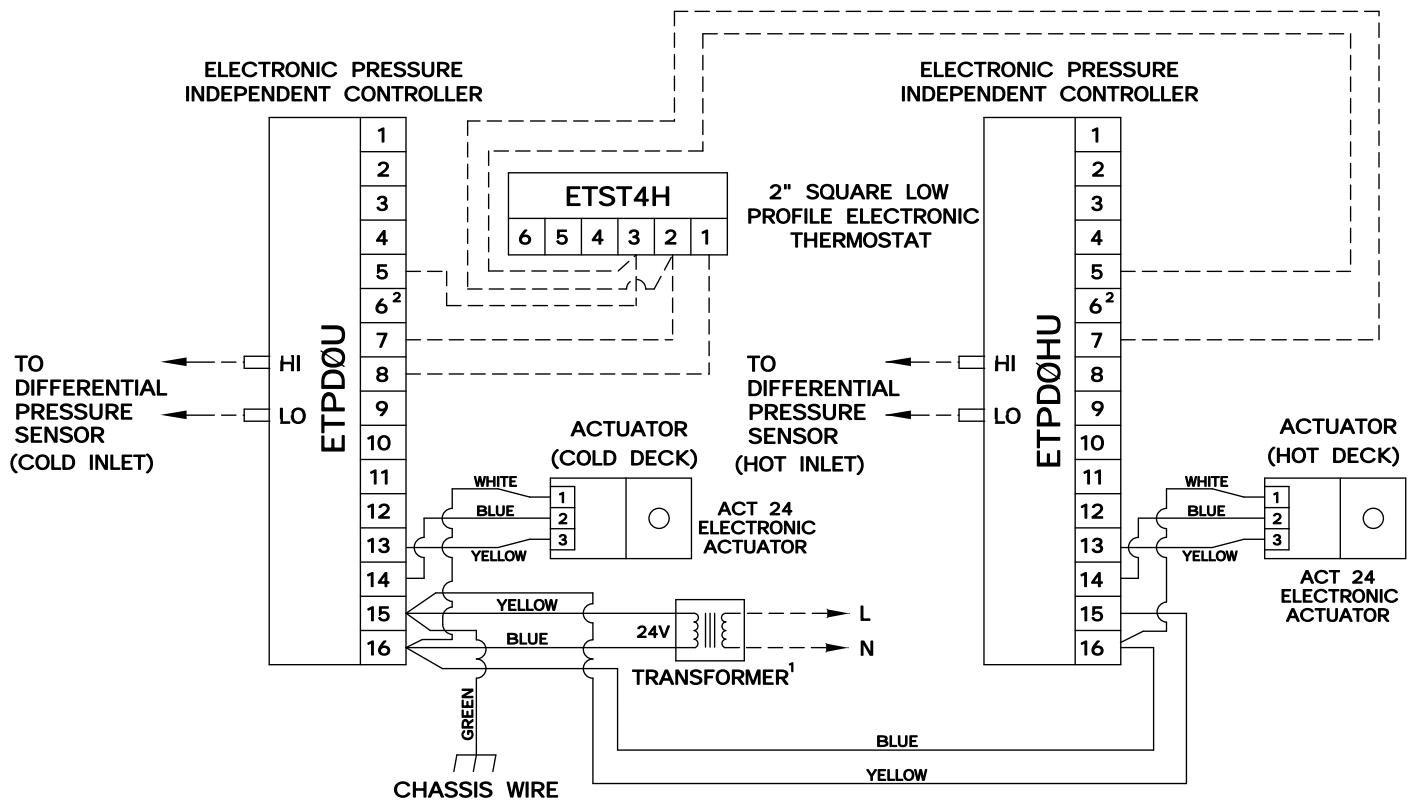 ELECTRONIC PRESSURE
INDEPENDENT CONTROLLER
1
2
3
4
5
6²
7
8
9
10
11
12
13
14
15
16
ETPDØU
HI
LO
TO
DIFFERENTIAL
PRESSURE
SENSOR
(COLD INLET)
ETST4H
6 5 4 3 2 1
2" SQUARE LOW
PROFILE ELECTRONIC
THERMOSTAT
ACTUATOR
(COLD DECK)
WHITE
BLUE
YELLOW
1
2
3
ACT 24
ELECTRONIC
ACTUATOR
YELLOW
BLUE
24V
TRANSFORMER¹
L
N
GREEN
CHASSIS WIRE
ELECTRONIC PRESSURE
INDEPENDENT CONTROLLER
1
2
3
4
5
6²
7
8
9
10
11
12
13
14
15
16
ETPDØHU
HI
LO
TO
DIFFERENTIAL
PRESSURE
SENSOR
(HOT INLET)
ACTUATOR
(HOT DECK)
WHITE
BLUE
YELLOW
1
2
3
ACT 24
ELECTRONIC
ACTUATOR
BLUE
YELLOW